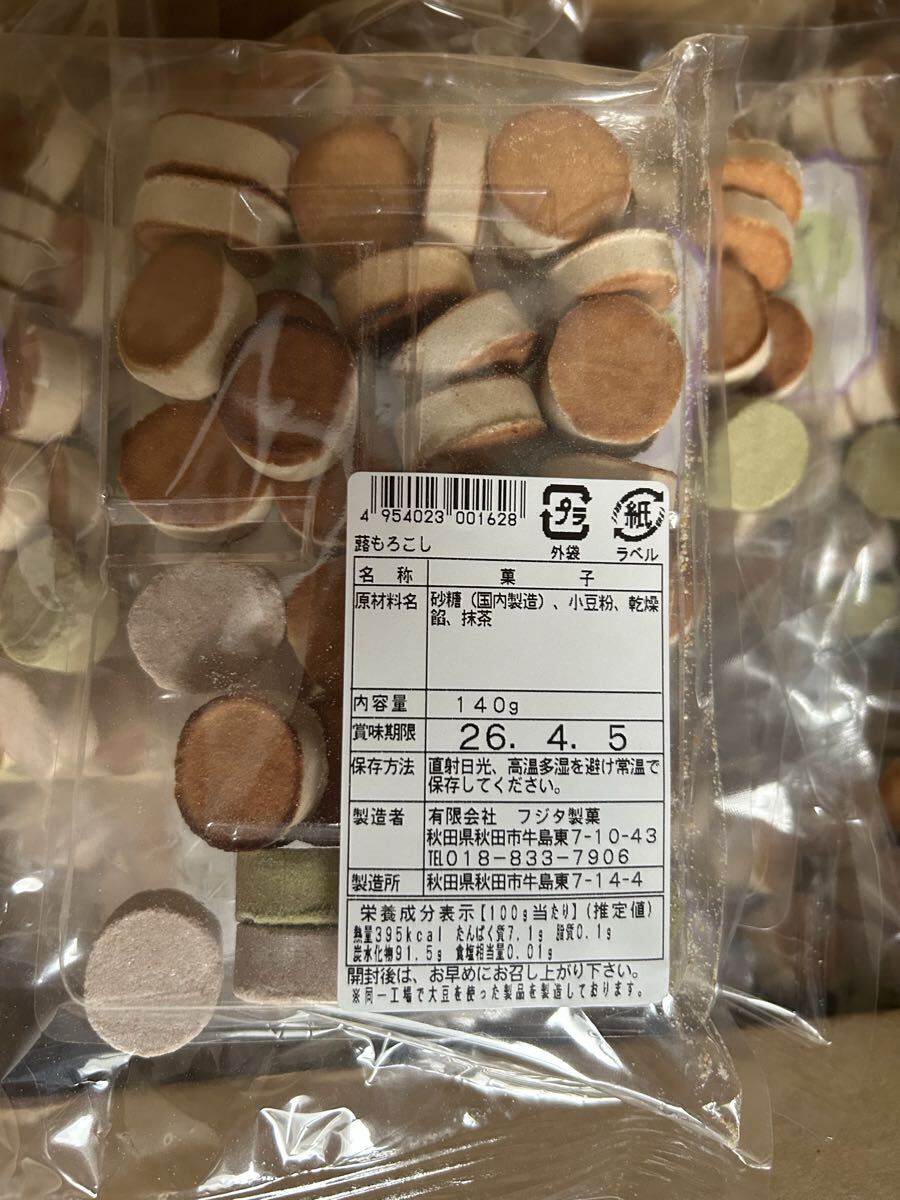 4 954023 001628
プラ
外袋
紙
ラベル
蕗もろこし
名 称 菓 子
原材料名 砂糖（国内製造）、小豆粉、乾燥
餡、抹茶
内容量 140g
賞味期限 26. 4. 5
保存方法 直射日光、高温多湿を避け常温で
保存してください。
製造者 有限会社 フジタ製菓
秋田県秋田市牛島東7-10-43
TEL018-833-7906
製造所 秋田県秋田市牛島東7-14-4
栄養成分表示【100g当たり】(推定値)
熱量395kcal たんぱく質7.1g 脂質0.1g
炭水化物91.5g 食塩相当量0.01g
開封後は、お早めにお召し上がり下さい。
※同一工場で大豆を使った製品を製造しております。